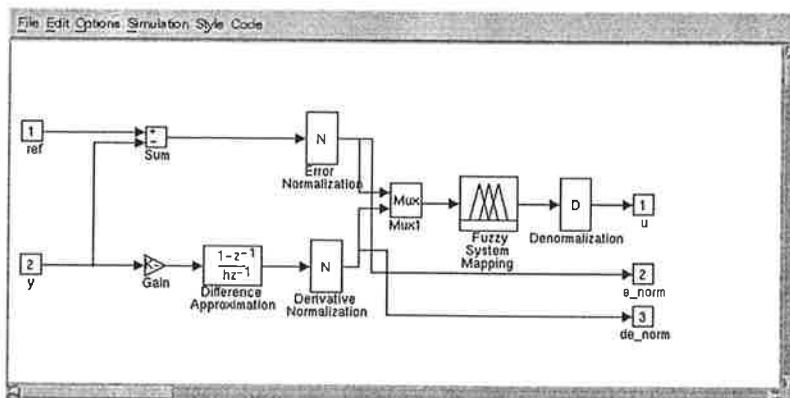 File Edit Options Simulation Style Code
1
ref
+
−
Sum
N
Error
Normalization
Mux
Mux1
Fuzzy
System
Mapping
D
Denormalization
1
u
2
y
K-
Gain
1-z⁻¹
hz⁻¹
Difference
Approximation
N
Derivative
Normalization
2
e_norm
3
de_norm